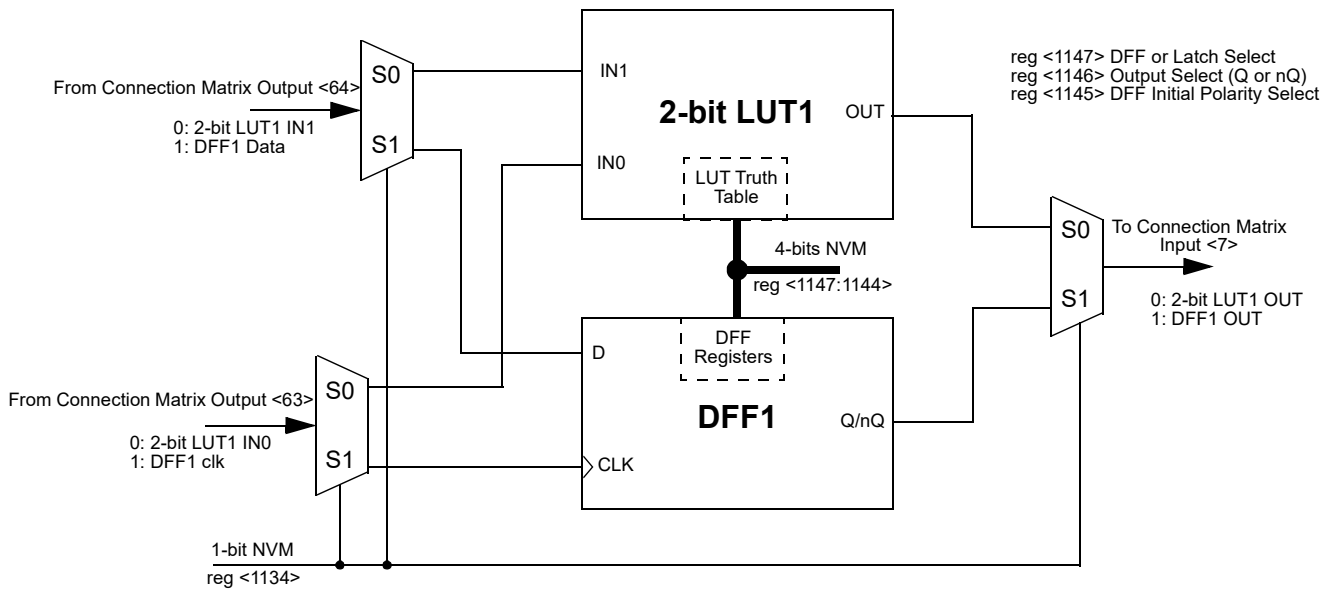 reg <1147> DFF or Latch Select
reg <1146> Output Select (Q or nQ)
reg <1145> DFF Initial Polarity Select
From Connection Matrix Output <64>
0: 2-bit LUT1 IN1
1: DFF1 Data
S0
S1
IN1
IN0
2-bit LUT1
OUT
LUT Truth
Table
4-bits NVM
reg <1147:1144>
S0
S1
To Connection Matrix
Input <7>
0: 2-bit LUT1 OUT
1: DFF1 OUT
DFF
Registers
D
DFF1
Q/nQ
CLK
From Connection Matrix Output <63>
0: 2-bit LUT1 IN0
1: DFF1 clk
S0
S1
1-bit NVM
reg <1134>